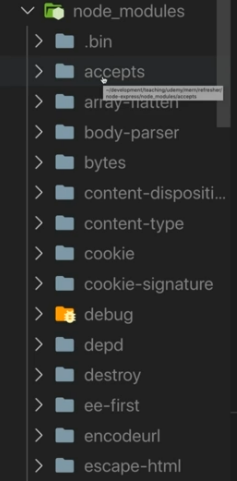 node_modules
.bin
accepts
~/development/teaching/udemy/mern/refresher/
node-express/node_modules/accepts
array-flatten
body-parser
bytes
content-dispositi...
content-type
cookie
cookie-signature
debug
depd
destroy
ee-first
encodeurl
escape-html